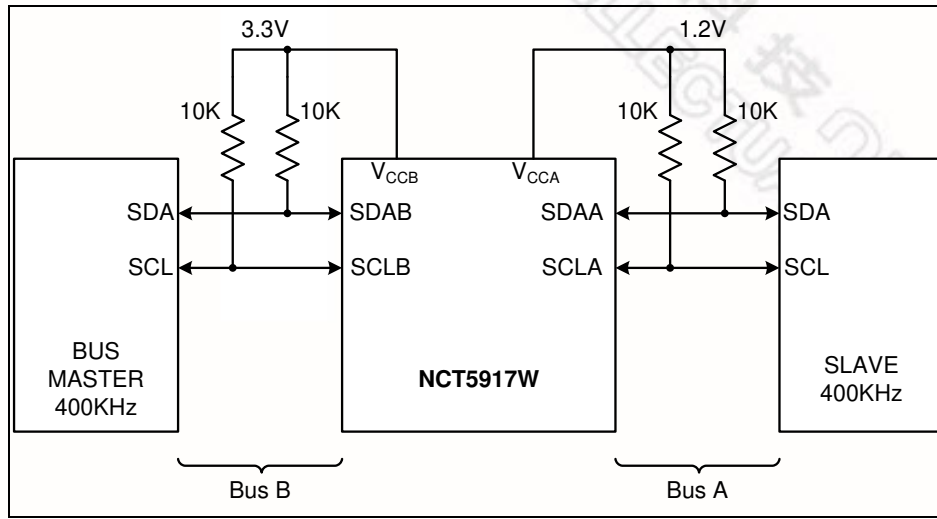 3.3V
1.2V
10K
10K
10K
10K
VCCB
VCCA
SDA
SDAB
SDAA
SDA
SCL
SCLB
SCLA
SCL
BUS
MASTER
400KHz
NCT5917W
SLAVE
400KHz
Bus B
Bus A